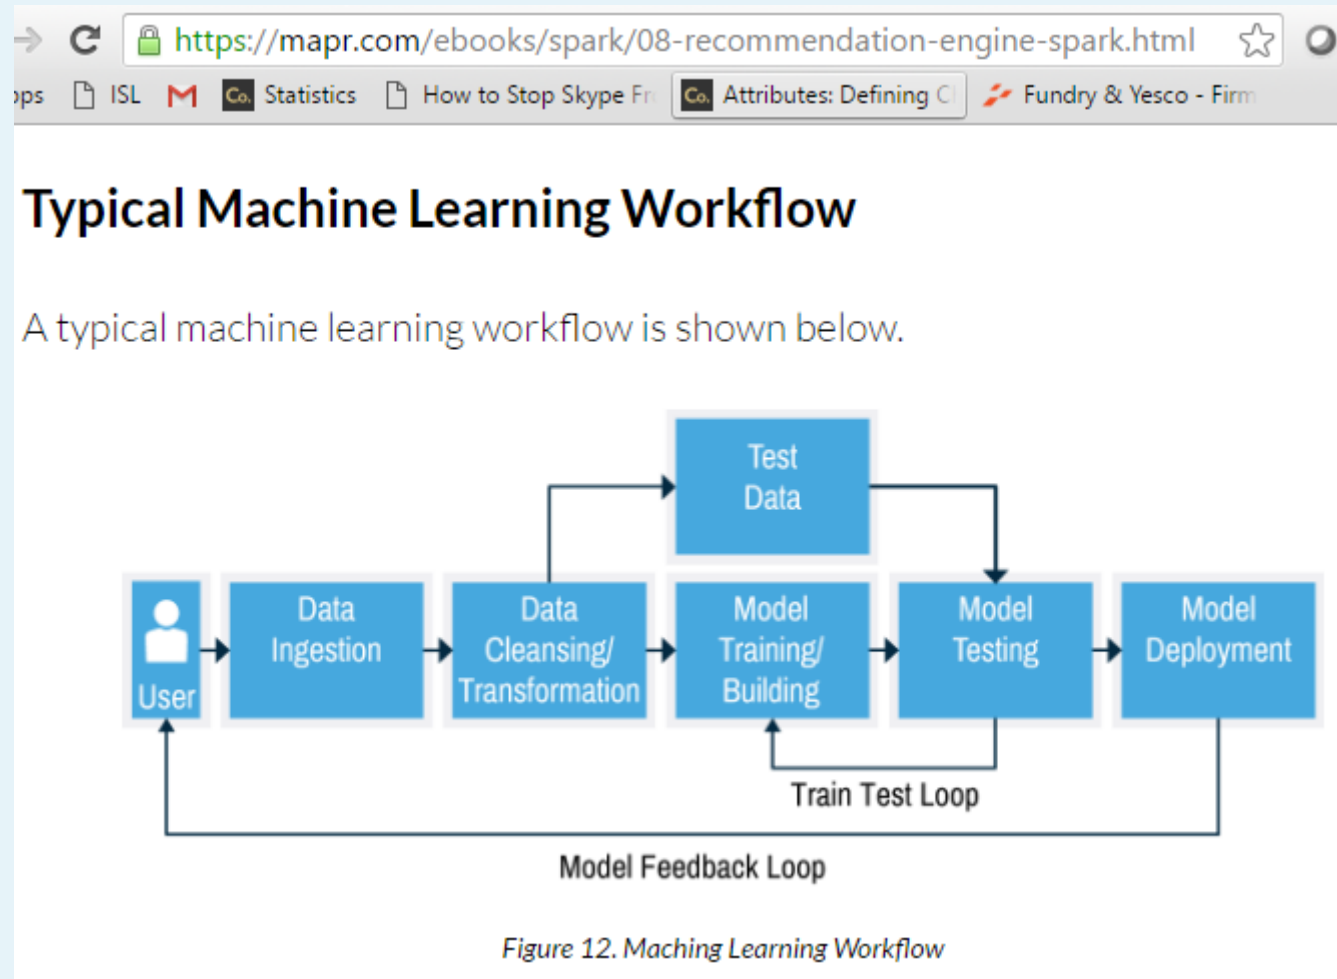 https://mapr.com/ebooks/spark/08-recommendation-engine-spark.html
ISL Co. Statistics How to Stop Skype Co. Attributes: Defining Fundry & Yesco - Firm
Typical Machine Learning Workflow
A typical machine learning workflow is shown below.
Test
Data
User
Data
Ingestion
Data
Cleansing/
Transformation
Model
Training/
Building
Model
Testing
Model
Deployment
Train Test Loop
Model Feedback Loop
Figure 12. Maching Learning Workflow